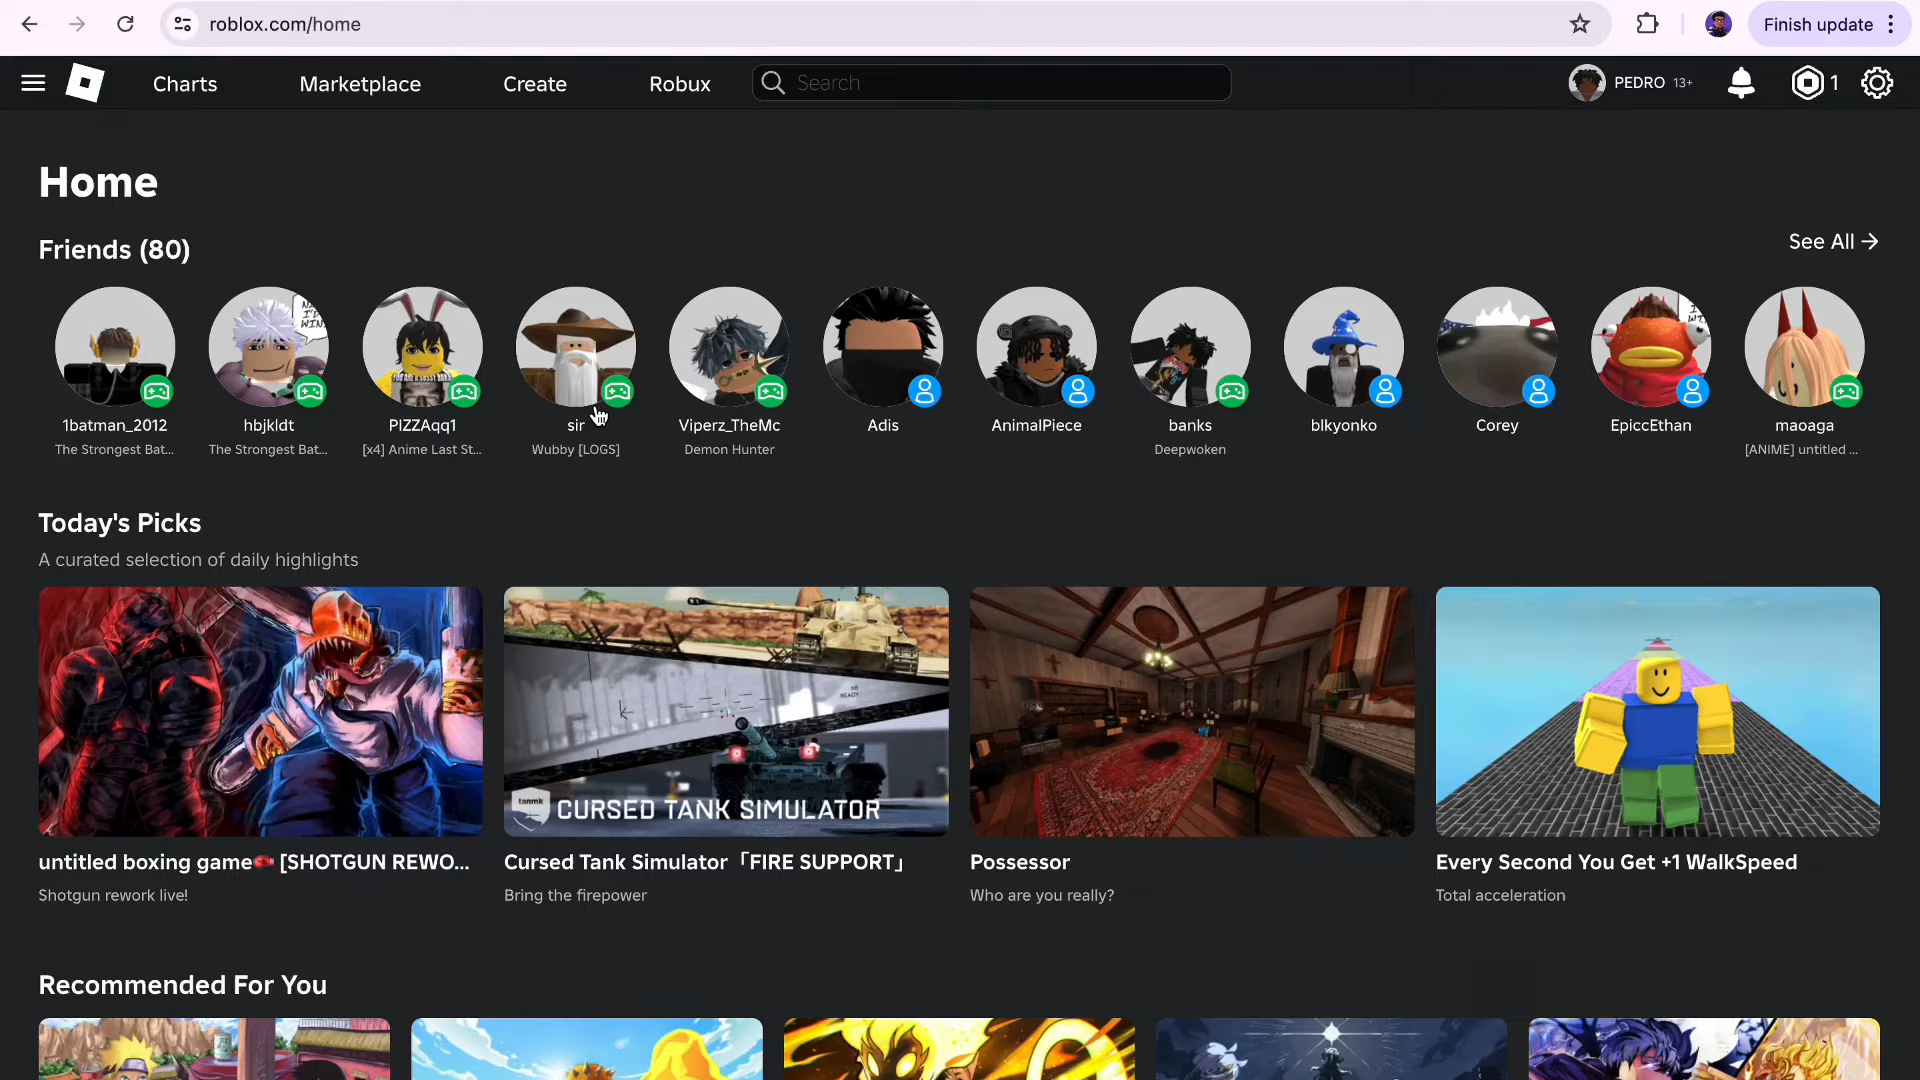 roblox.com/home
Finish update
Charts
Marketplace
Create
Robux
Search
PEDRO 13+
1
Home
Friends (80)
See All →
1batman_2012
hbjkldt
PIZZAqq1
sir
Viperz_TheMc
Adis
AnimalPiece
banks
blkyonko
Corey
EpiccEthan
maoaga
The Strongest Bat...
The Strongest Bat...
[x4] Anime Last St...
Wubby [LOGS]
Demon Hunter
Deepwoken
[ANIME] untitled ...
Today's Picks
A curated selection of daily highlights
X6
READY
tanmk
CURSED TANK SIMULATOR
untitled boxing game🥊 [SHOTGUN REWO...
Cursed Tank Simulator「FIRE SUPPORT」
Possessor
Every Second You Get +1 WalkSpeed
Shotgun rework live!
Bring the firepower
Who are you really?
Total acceleration
Recommended For You